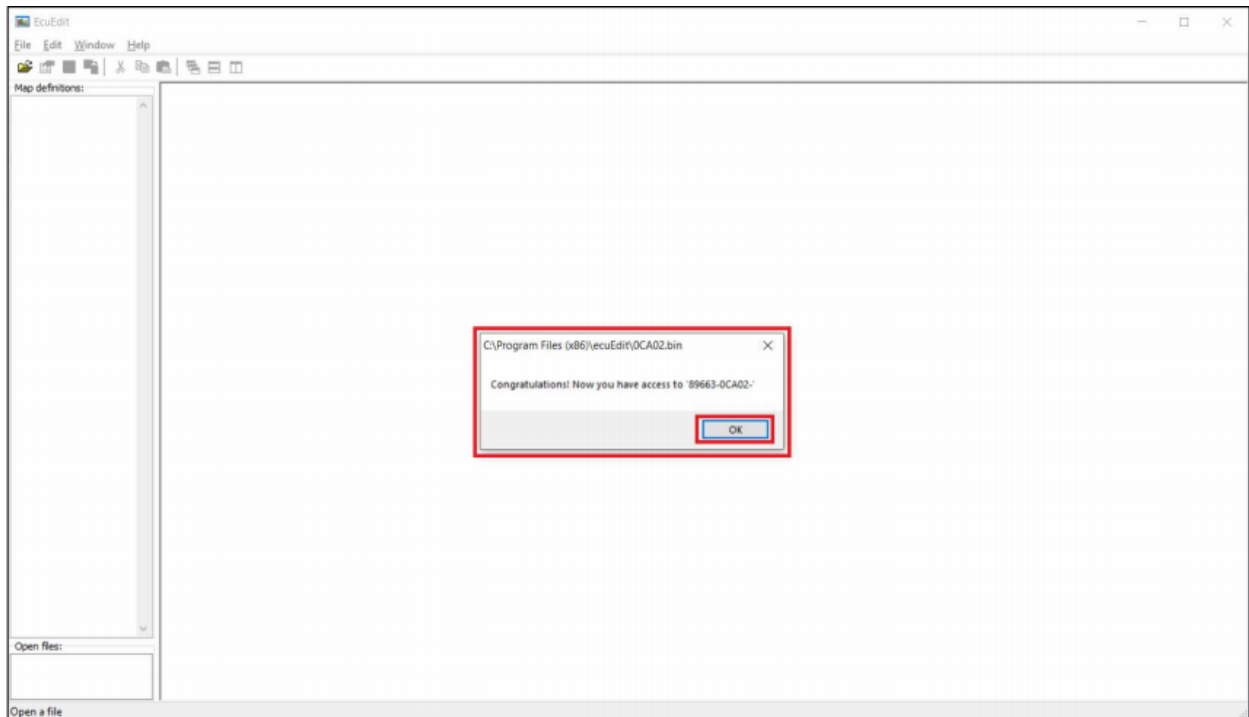 EcuEdit
File Edit Window Help
Map definitions:
C:\Program Files (x86)\ecuEdit\0CA02.bin
Congratulations! Now you have access to '89663-0CA02-'
OK
Open files:
Open a file